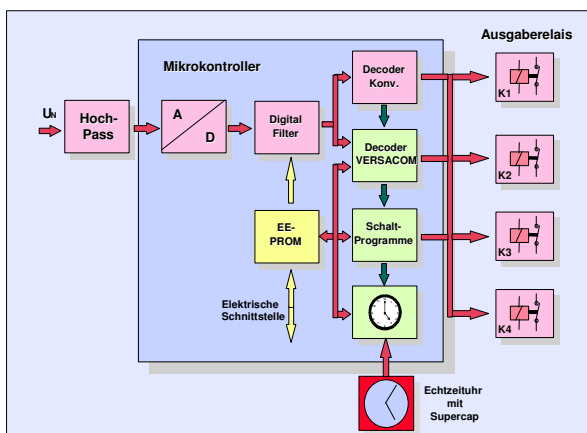 Ausgaberelais
Mikrokontroller
UN
Hoch-
Pass
A
D
Digital
Filter
Decoder
Konv.
K1
Decoder
VERSACOM
K2
EE-
PROM
Schalt-
Programme
K3
Elektrische
Schnittstelle
K4
Echtzeituhr
mit
Supercap